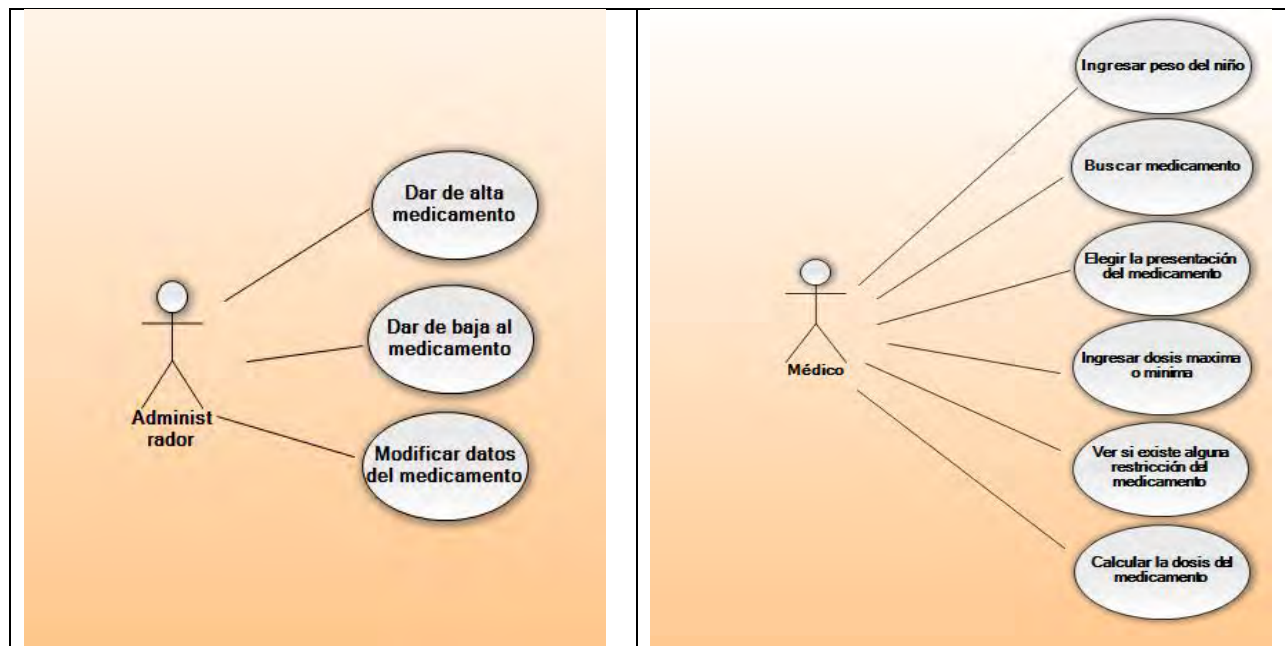 Dar de alta
medicamento
Dar de baja al
medicamento
Administ
rador
Modificar datos
del medicamento
Ingresar peso del niño
Buscar medicamento
Elegir la presentación
del medicamento
Médico
Ingresar dosis maxima
o minima
Ver si existe alguna
restricción del
medicamento
Calcular la dosis del
medicamento